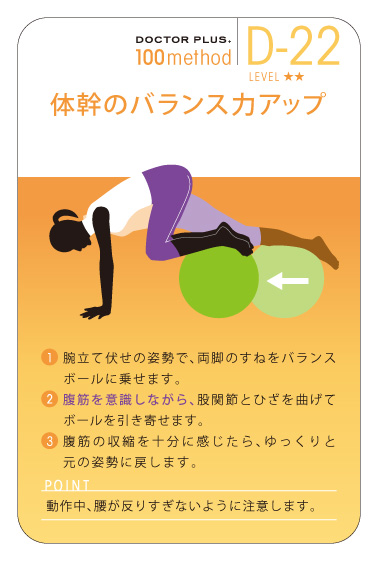 DOCTOR PLUS.
100method
D-22
LEVEL ★★
体幹のバランス力アップ
1 腕立て伏せの姿勢で、両脚のすねをバランス
ボールに乗せます。
2 腹筋を意識しながら、股関節とひざを曲げて
ボールを引き寄せます。
3 腹筋の収縮を十分に感じたら、ゆっくりと
元の姿勢に戻します。
POINT
動作中、腰が反りすぎないように注意します。